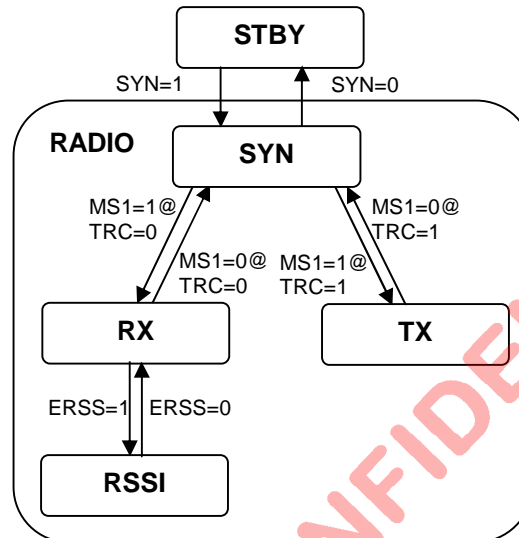 STBY
SYN=1
SYN=0
RADIO
SYN
MS1=1@
TRC=0
MS1=0@
TRC=0
MS1=0@
TRC=1
MS1=1@
TRC=1
RX
TX
ERSS=1
ERSS=0
RSSI
NFIDE